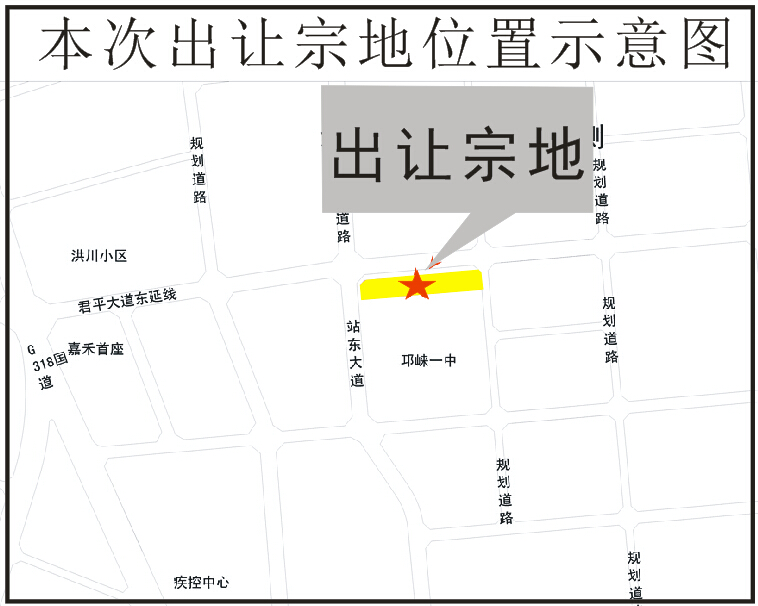 本次出让宗地位置示意图
出让宗地
规划道路
规划道路
道路
洪川小区
君平大道东延线
G318国道
嘉禾首座
站东大道
邛崃一中
规划道路
规划道路
疾控中心
规划道路